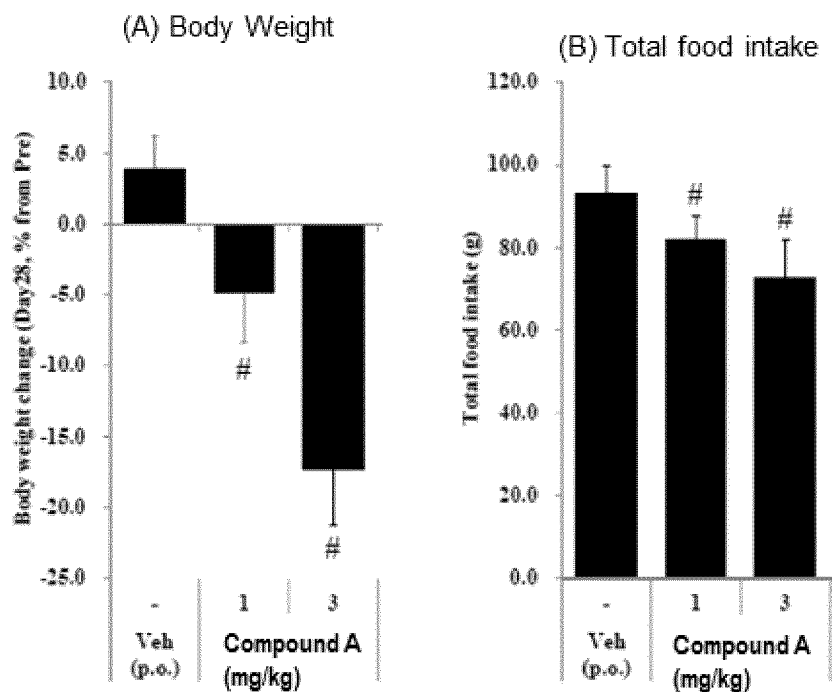 (A) Body Weight
Body weight change (Day28, % from Pre)
10.0
5.0
0.0
-5.0
-10.0
-15.0
-20.0
-25.0
#
#
- 1 3
Veh
(p.o.)
Compound A
(mg/kg)
(B) Total food intake
Total food intake (g)
120.0
100.0
80.0
60.0
40.0
20.0
0.0
#
#
- 1 3
Veh
(p.o.)
Compound A
(mg/kg)